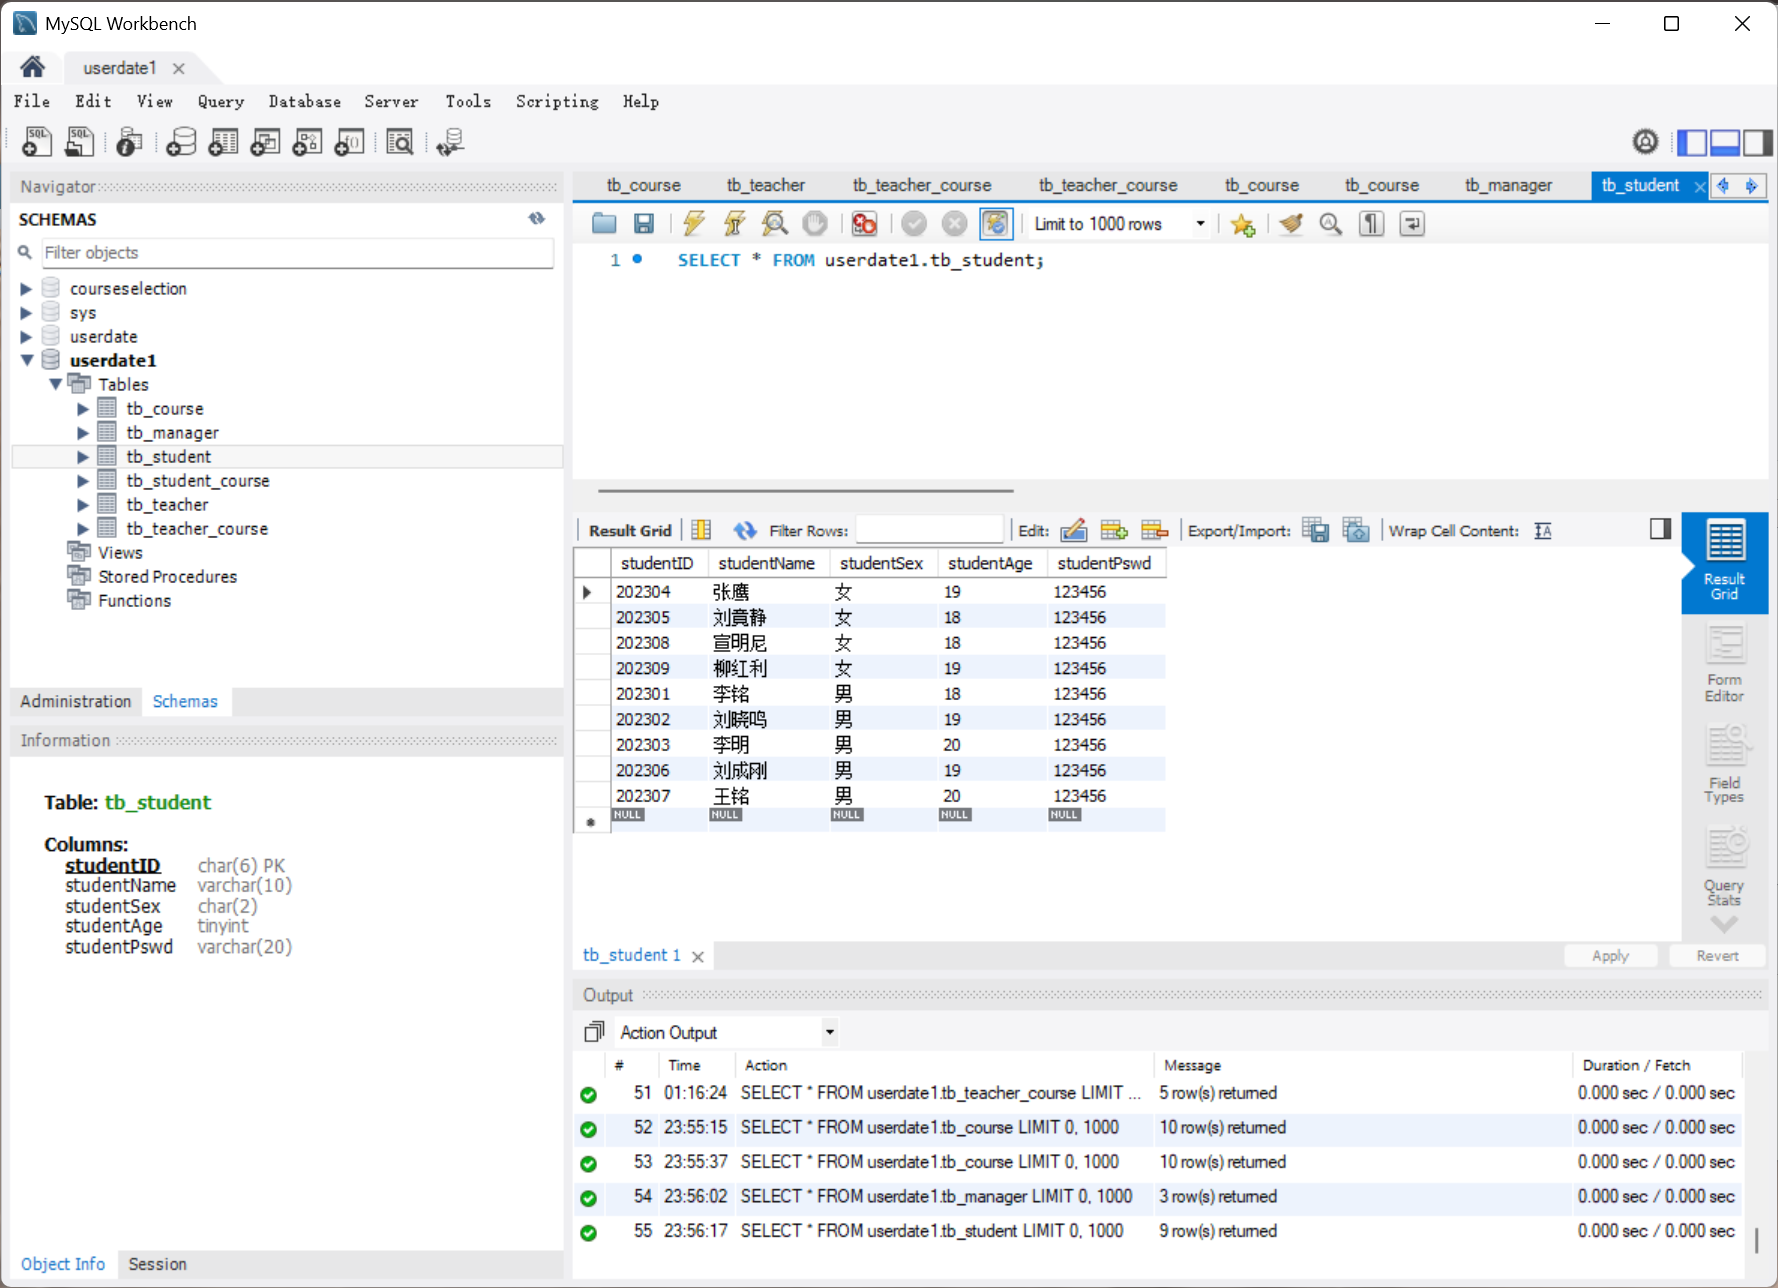 MySQL Workbench
userdate1
File Edit View Query Database Server Tools Scripting Help
Navigator
SCHEMAS
Filter objects
courseselection
sys
userdate
userdate1
Tables
tb_course
tb_manager
tb_student
tb_student_course
tb_teacher
tb_teacher_course
Views
Stored Procedures
Functions
Administration Schemas
Information
Table: tb_student
Columns:
studentID char(6) PK
studentName varchar(10)
studentSex char(2)
studentAge tinyint
studentPswd varchar(20)
Object Info Session
tb_course tb_teacher tb_teacher_course tb_teacher_course tb_course tb_course tb_manager tb_student
Limit to 1000 rows
1 SELECT * FROM userdate1.tb_student;
Result Grid Filter Rows: Edit: Export/Import: Wrap Cell Content:
studentID studentName studentSex studentAge studentPswd
202304 张鹰 女 19 123456
202305 刘竟静 女 18 123456
202308 宣明尼 女 18 123456
202309 柳红利 女 19 123456
202301 李铭 男 18 123456
202302 刘晓鸣 男 19 123456
202303 李明 男 20 123456
202306 刘成刚 男 19 123456
202307 王铭 男 20 123456
NULL NULL NULL NULL NULL
Result
Grid
Form
Editor
Field
Types
Query
Stats
tb_student 1
Apply Revert
Output
Action Output
# Time Action Message Duration / Fetch
51 01:16:24 SELECT * FROM userdate1.tb_teacher_course LIMIT ... 5 row(s) returned 0.000 sec / 0.000 sec
52 23:55:15 SELECT * FROM userdate1.tb_course LIMIT 0, 1000 10 row(s) returned 0.000 sec / 0.000 sec
53 23:55:37 SELECT * FROM userdate1.tb_course LIMIT 0, 1000 10 row(s) returned 0.000 sec / 0.000 sec
54 23:56:02 SELECT * FROM userdate1.tb_manager LIMIT 0, 1000 3 row(s) returned 0.000 sec / 0.000 sec
55 23:56:17 SELECT * FROM userdate1.tb_student LIMIT 0, 1000 9 row(s) returned 0.000 sec / 0.000 sec